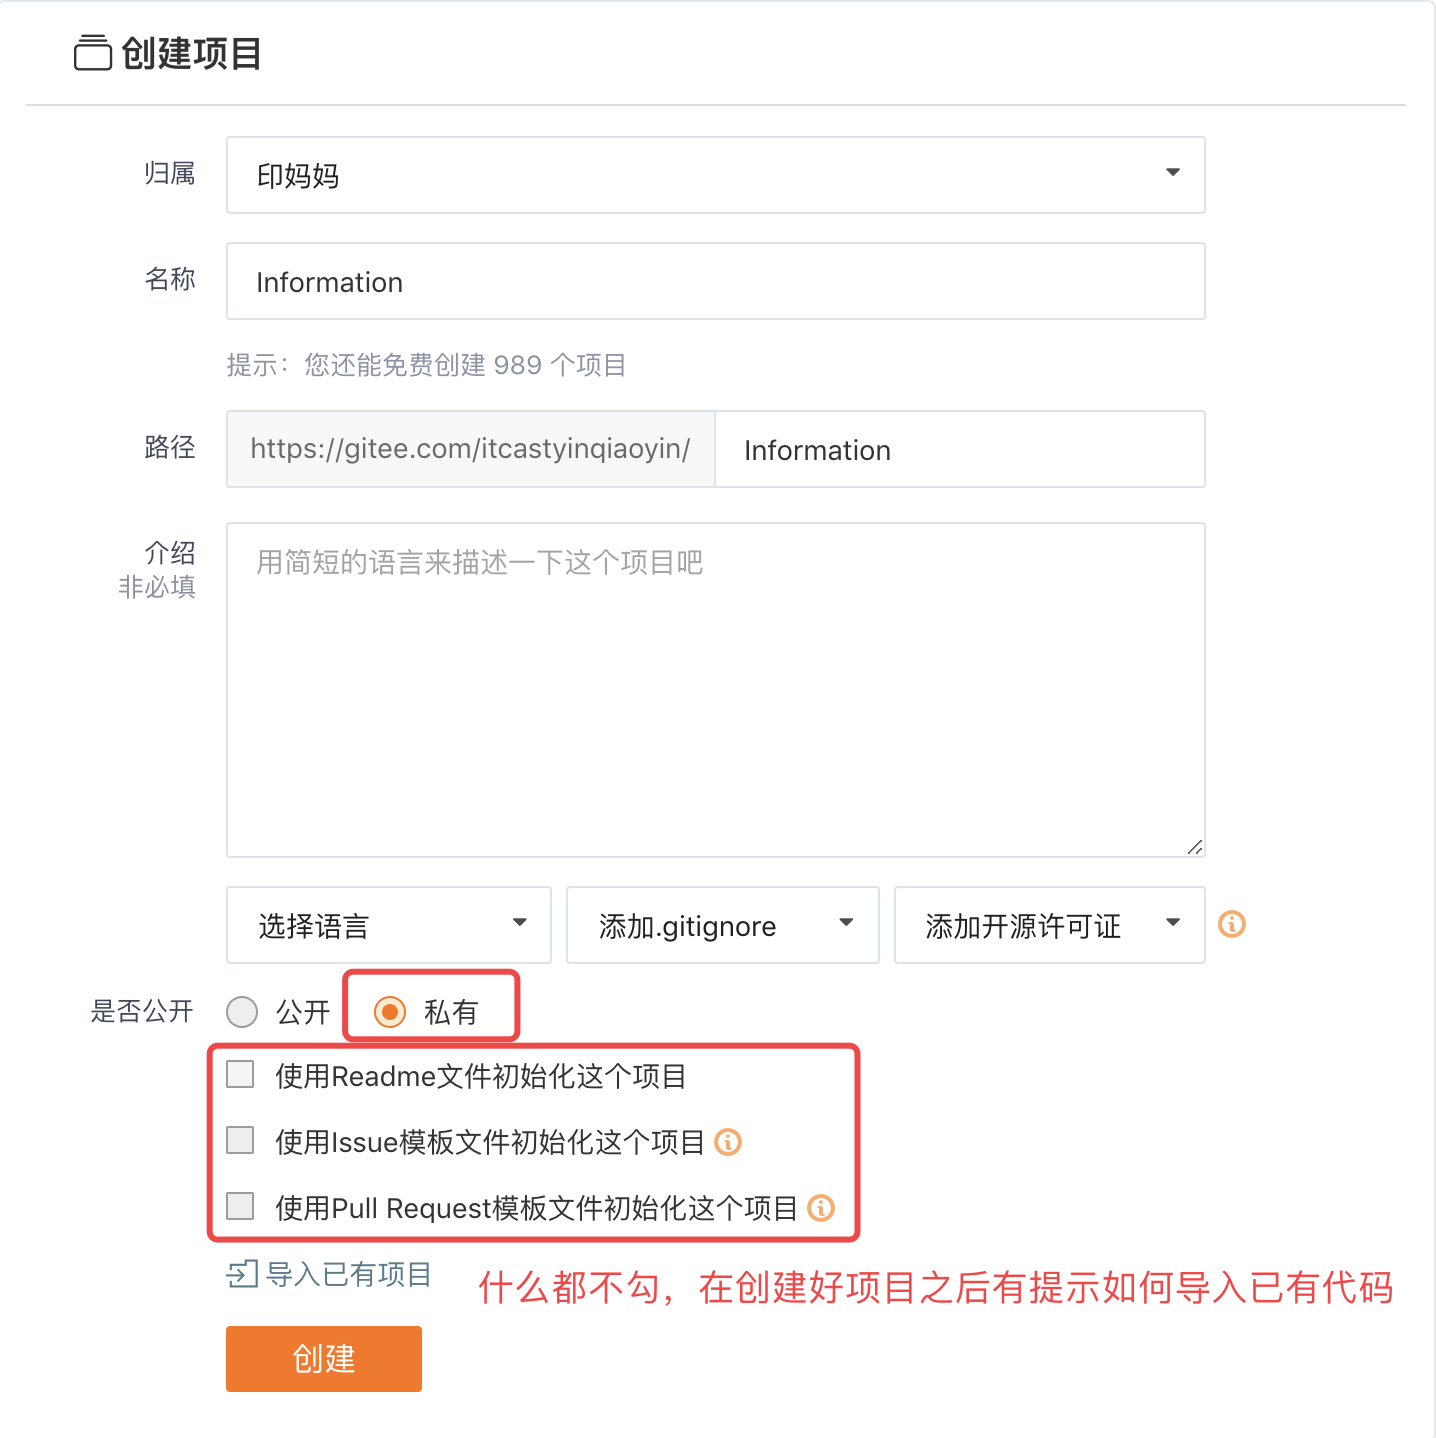 创建项目
归属
印妈妈
名称
Information
提示：您还能免费创建 989 个项目
路径
https://gitee.com/itcastyinqiaoyin/
Information
介绍
非必填
用简短的语言来描述一下这个项目吧
选择语言
添加.gitignore
添加开源许可证
是否公开
公开
私有
使用Readme文件初始化这个项目
使用Issue模板文件初始化这个项目
使用Pull Request模板文件初始化这个项目
导入已有项目
什么都不勾，在创建好项目之后有提示如何导入已有代码
创建